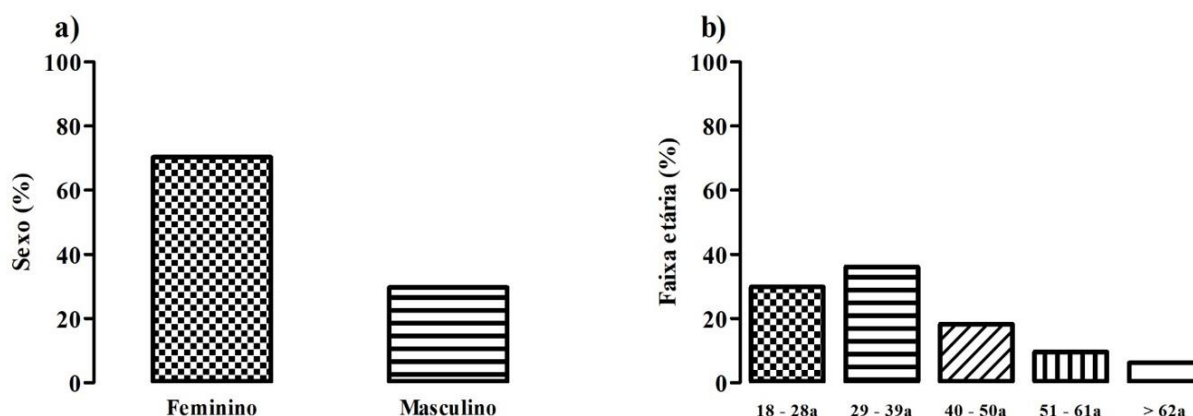 a)
Sexo (%)
100
80
60
40
20
0
Feminino Masculino
b)
Faixa etária (%)
100
80
60
40
20
0
18 - 28a 29 - 39a 40 - 50a 51 - 61a > 62a